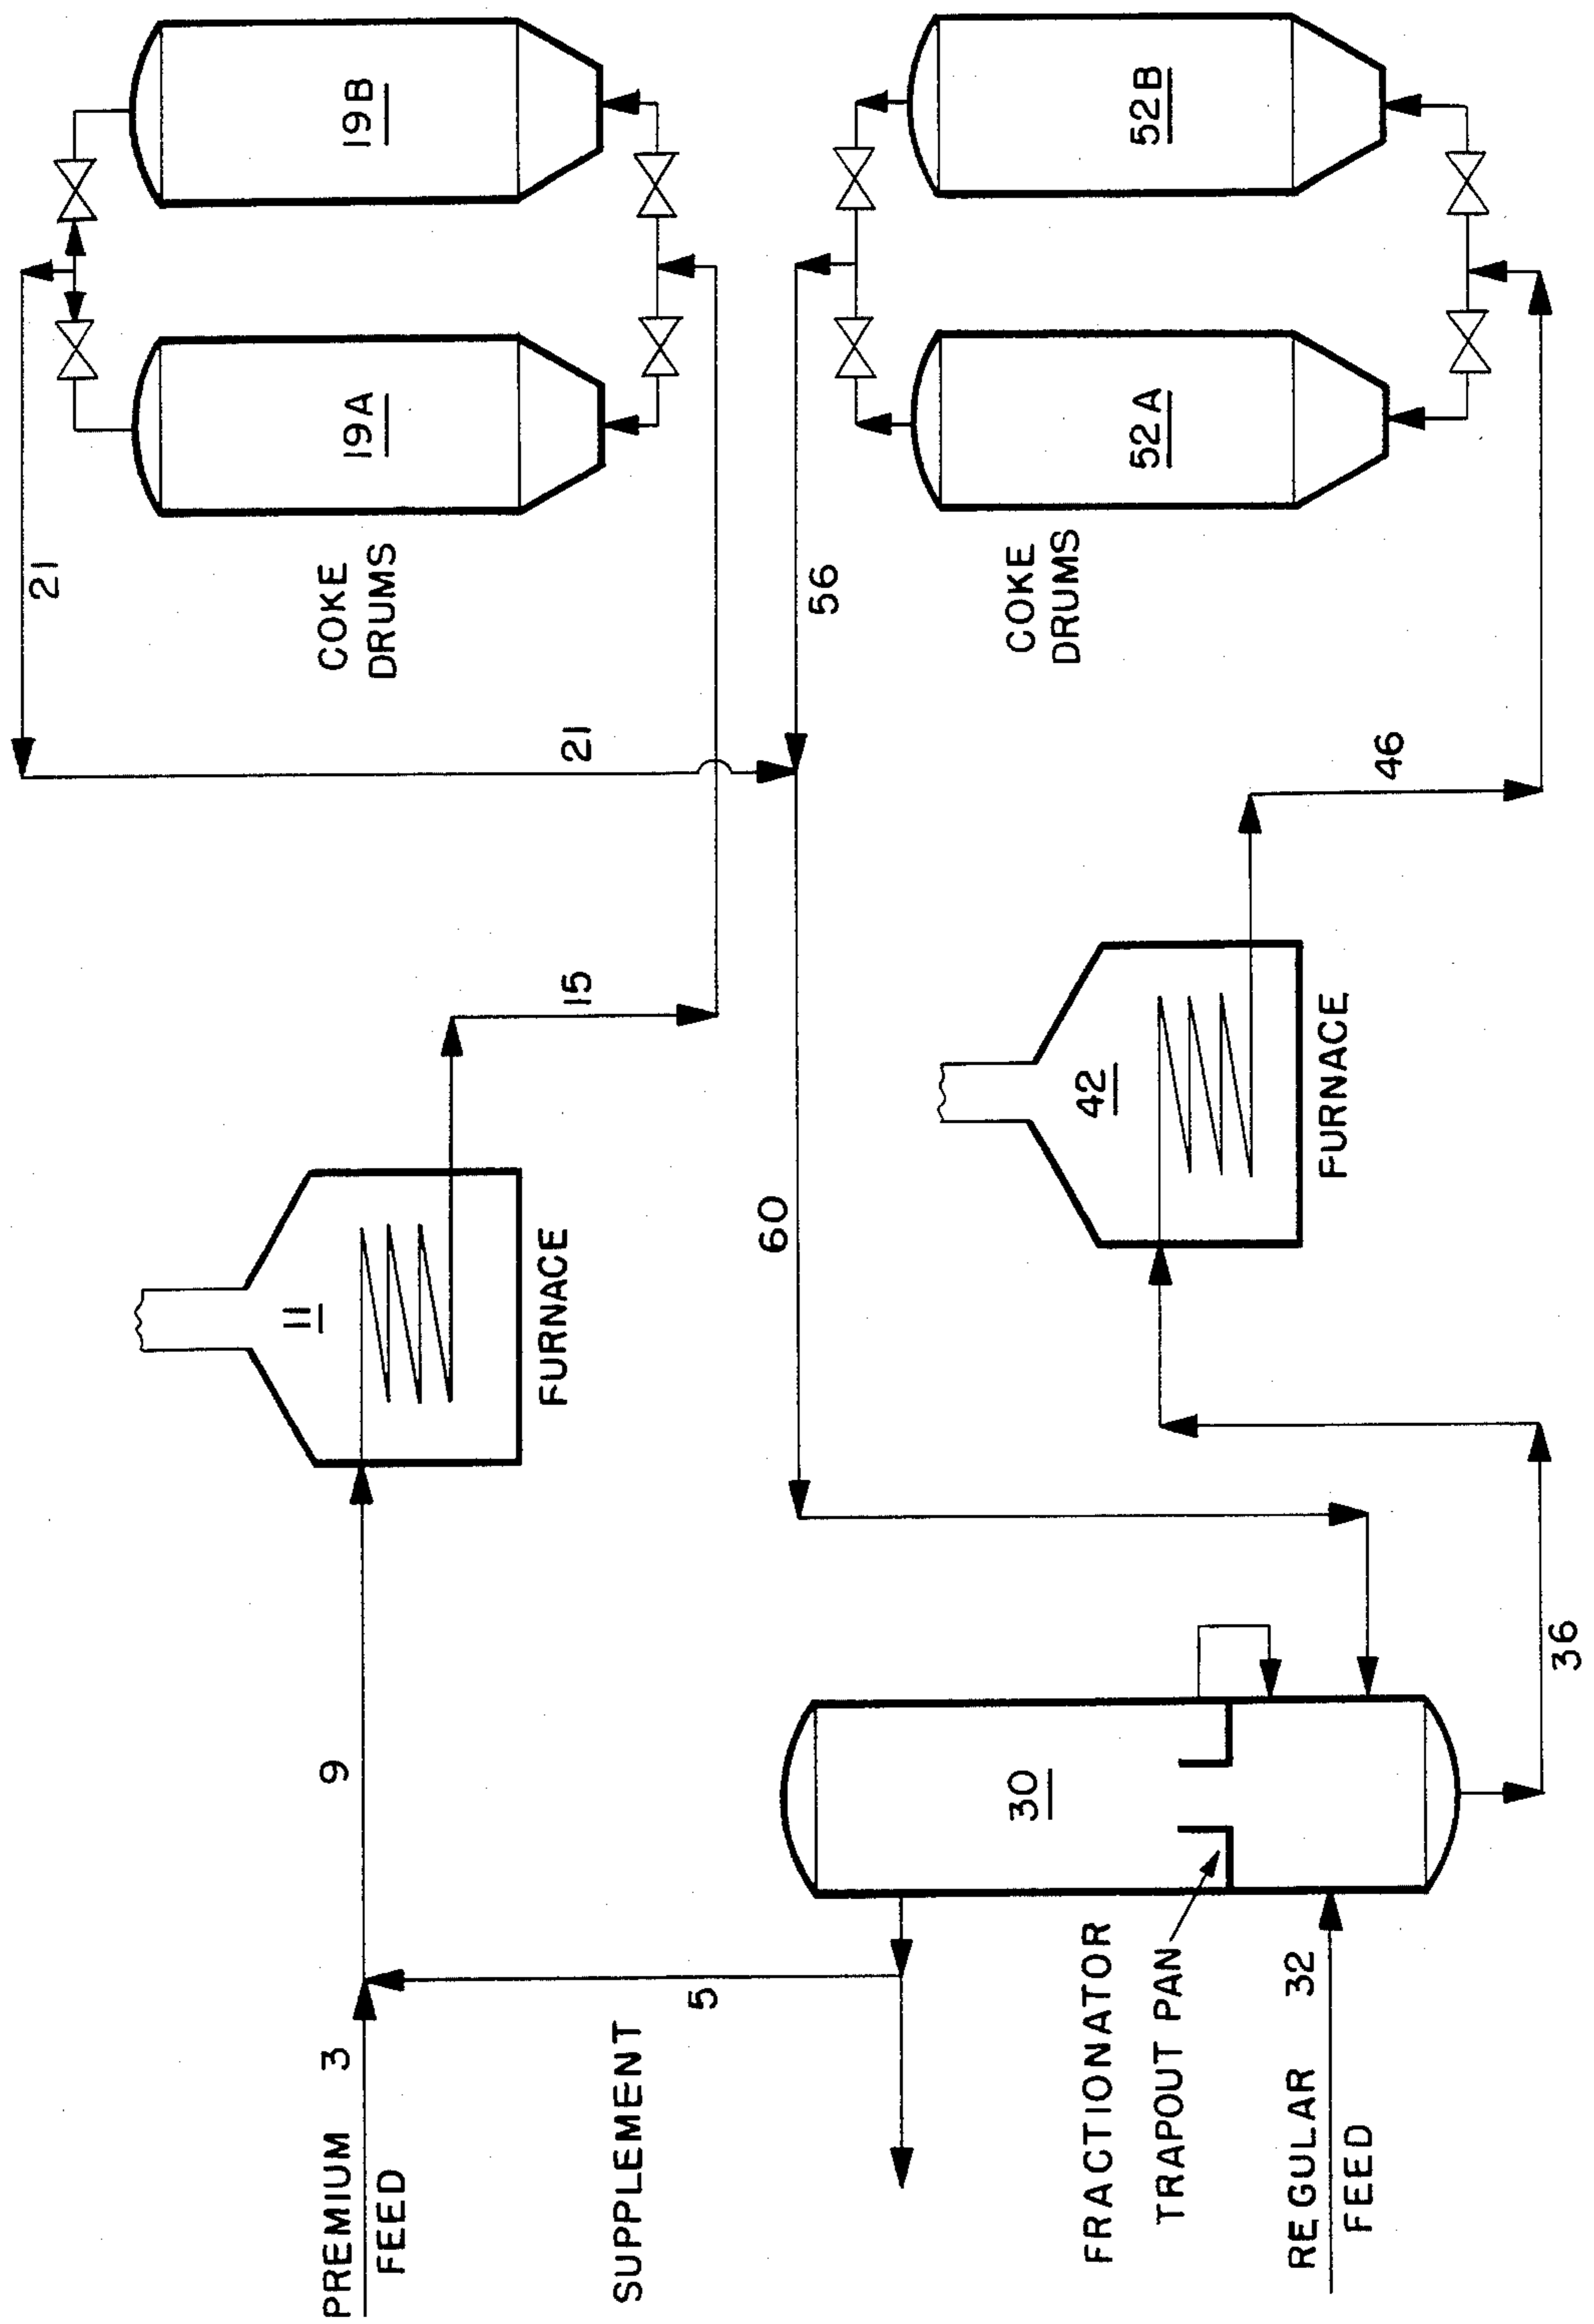 PREMIUM 3
FEED
9
11
FURNACE
15
5
SUPPLEMENT
21
21
COKE
DRUMS
19A
19B
60
56
FRACTIONATOR
TRAPOUT PAN
30
REGULAR 32
FEED
36
42
FURNACE
46
COKE
DRUMS
52A
52B